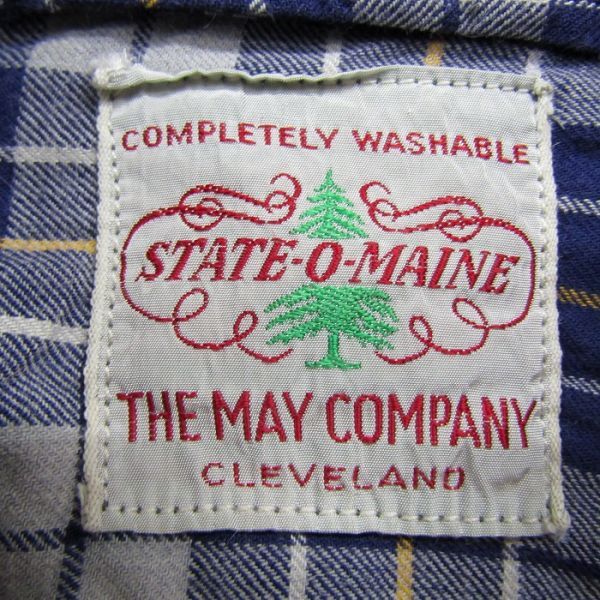 COMPLETELY WASHABLE
STATE-O-MAINE
THE MAY COMPANY
CLEVELAND